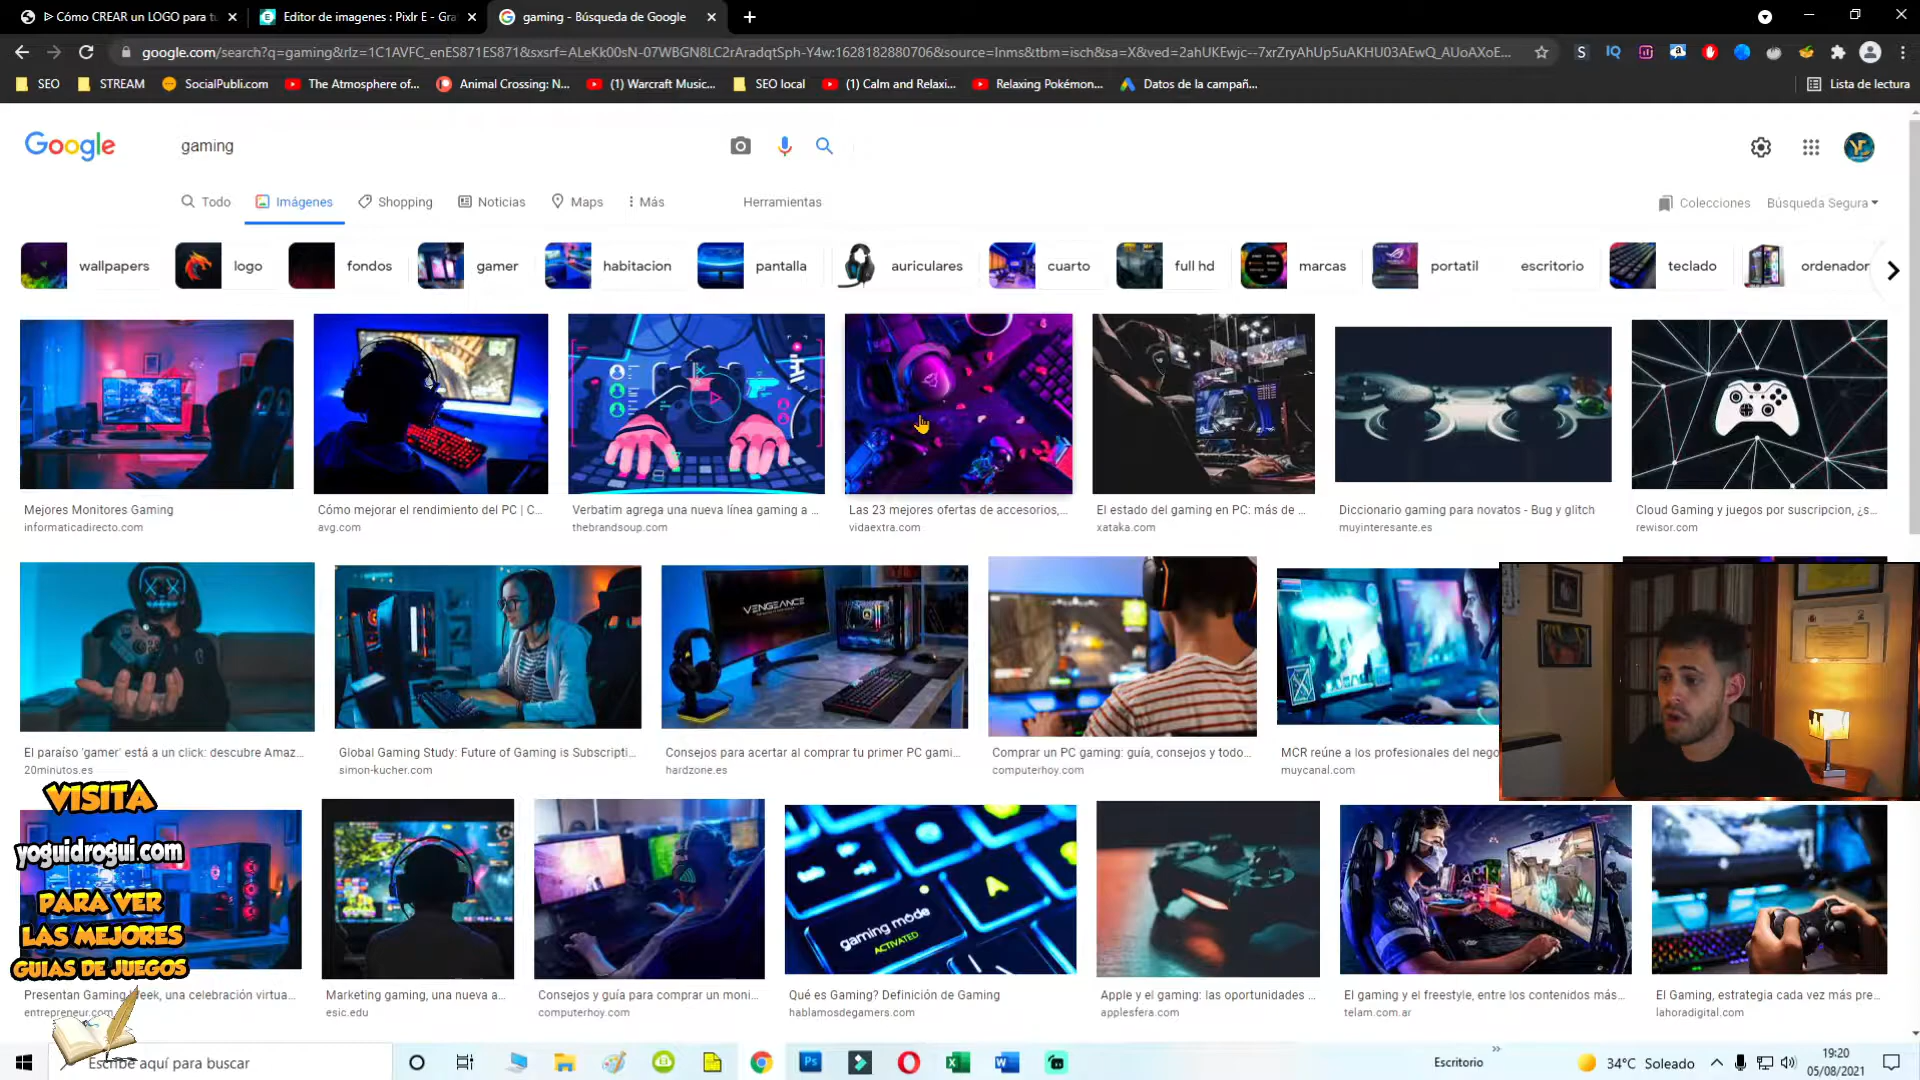 ▷ Cómo CREAR un LOGO para tu
Editor de imagenes : Pixlr E - Gra
gaming - Búsqueda de Google
google.com/search?q=gaming&rlz=1C1AVFC_enES871ES871&sxsrf=ALeKk00sN-07WBGN8LC2rAradqtSph-Y4w:1628182880706&source=lnms&tbm=isch&sa=X&ved=2ahUKEwjc--7xrZryAhUp5uAKHU03AEwQ_AUoAXoE...
SEO
STREAM
SocialPubli.com
The Atmosphere of...
Animal Crossing: N...
(1) Warcraft Music...
SEO local
(1) Calm and Relaxi...
Relaxing Pokémon...
Datos de la campañ...
Lista de lectura
Google
gaming
Todo
Imágenes
Shopping
Noticias
Maps
Más
Herramientas
Colecciones
Búsqueda Segura
wallpapers
logo
fondos
gamer
habitacion
pantalla
auriculares
cuarto
full hd
marcas
portatil
escritorio
teclado
ordenador
Mejores Monitores Gaming
informaticadirecto.com
Cómo mejorar el rendimiento del PC | C...
avg.com
Verbatim agrega una nueva línea gaming a ...
thebrandsoup.com
Las 23 mejores ofertas de accesorios,...
vidaextra.com
El estado del gaming en PC: más de ...
xataka.com
Diccionario gaming para novatos - Bug y glitch
muyinteresante.es
Cloud Gaming y juegos por suscripcion, ¿s...
rewisor.com
VENGEANCE
El paraíso 'gamer' está a un click: descubre Amaz...
20minutos.es
Global Gaming Study: Future of Gaming is Subscripti...
simon-kucher.com
Consejos para acertar al comprar tu primer PC gami...
hardzone.es
Comprar un PC gaming: guía, consejos y todo...
computerhoy.com
MCR reúne a los profesionales del nego
muycanal.com
VISITA
yoguidrogui.com
PARA VER
LAS MEJORES
GUIAS DE JUEGOS
gaming mode
ACTIVATED
Presentan Gaming Week, una celebración virtua...
entrepreneur.com
Marketing gaming, una nueva a...
esic.edu
Consejos y guía para comprar un moni...
computerhoy.com
Qué es Gaming? Definición de Gaming
hablamosdegamers.com
Apple y el gaming: las oportunidades ...
applesfera.com
El gaming y el freestyle, entre los contenidos más...
telam.com.ar
El Gaming, estrategia cada vez más pre...
lahoradigital.com
Escribe aquí para buscar
Escritorio
34°C Soleado
19:20
05/08/2021